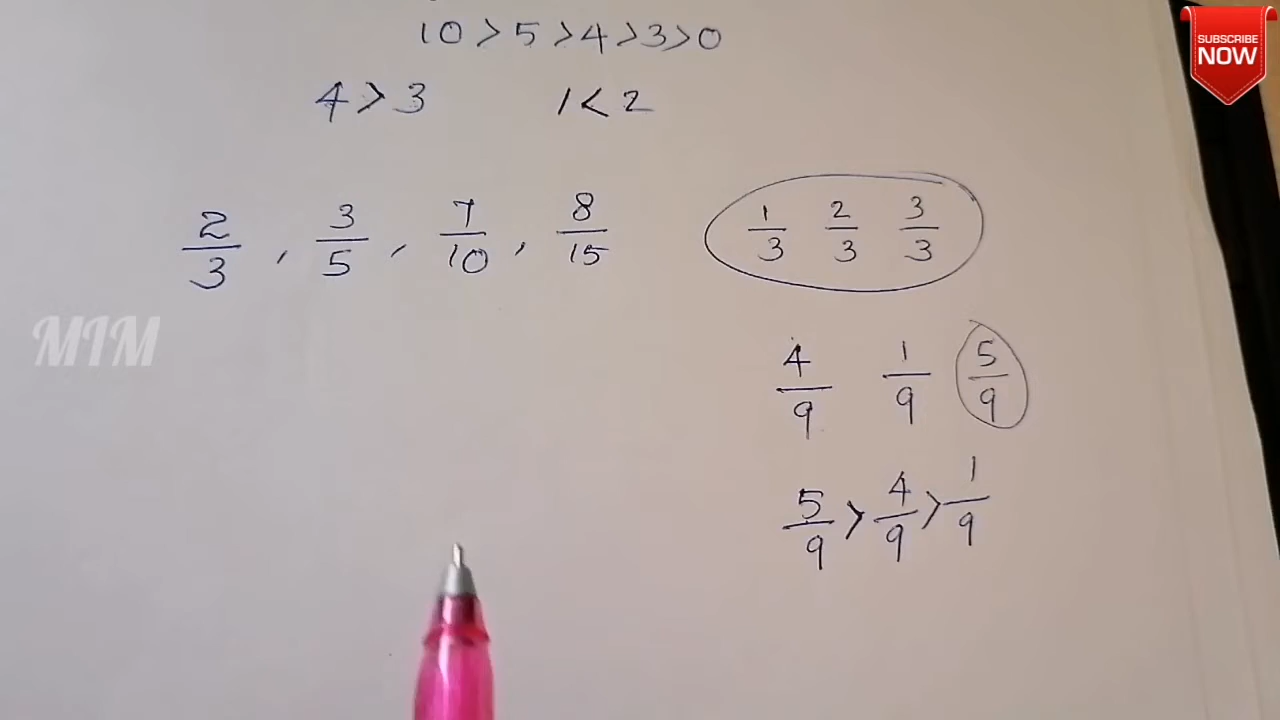 10 > 5 > 4 > 3 > 0
4 > 3 1 < 2
2/3 , 3/5 , 7/10 , 8/15
1/3 2/3 3/3
4/9 1/9 5/9
5/9 > 4/9 > 1/9
SUBSCRIBE
NOW
MIM